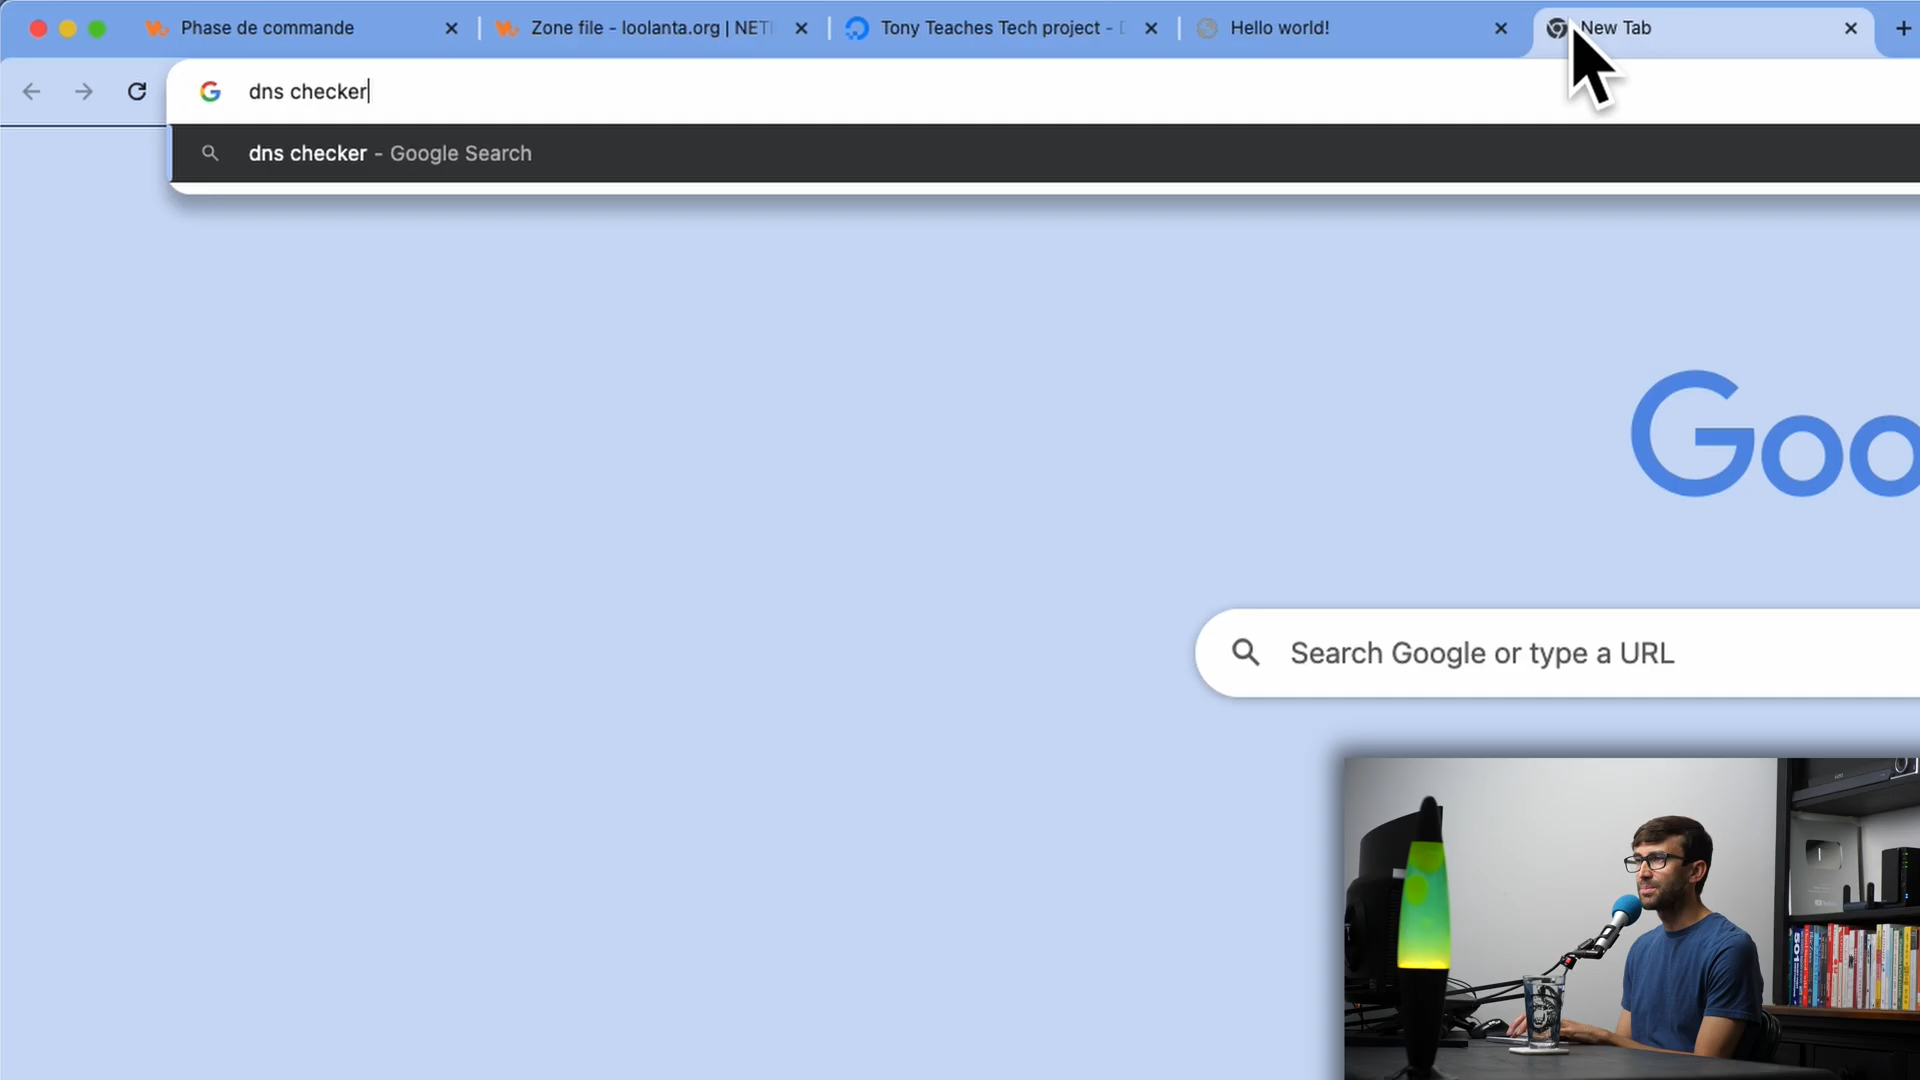 Phase de commande
Zone file - loolanta.org | NET
Tony Teaches Tech project -
Hello world!
New Tab
dns checker
dns checker - Google Search
Goo
Search Google or type a URL